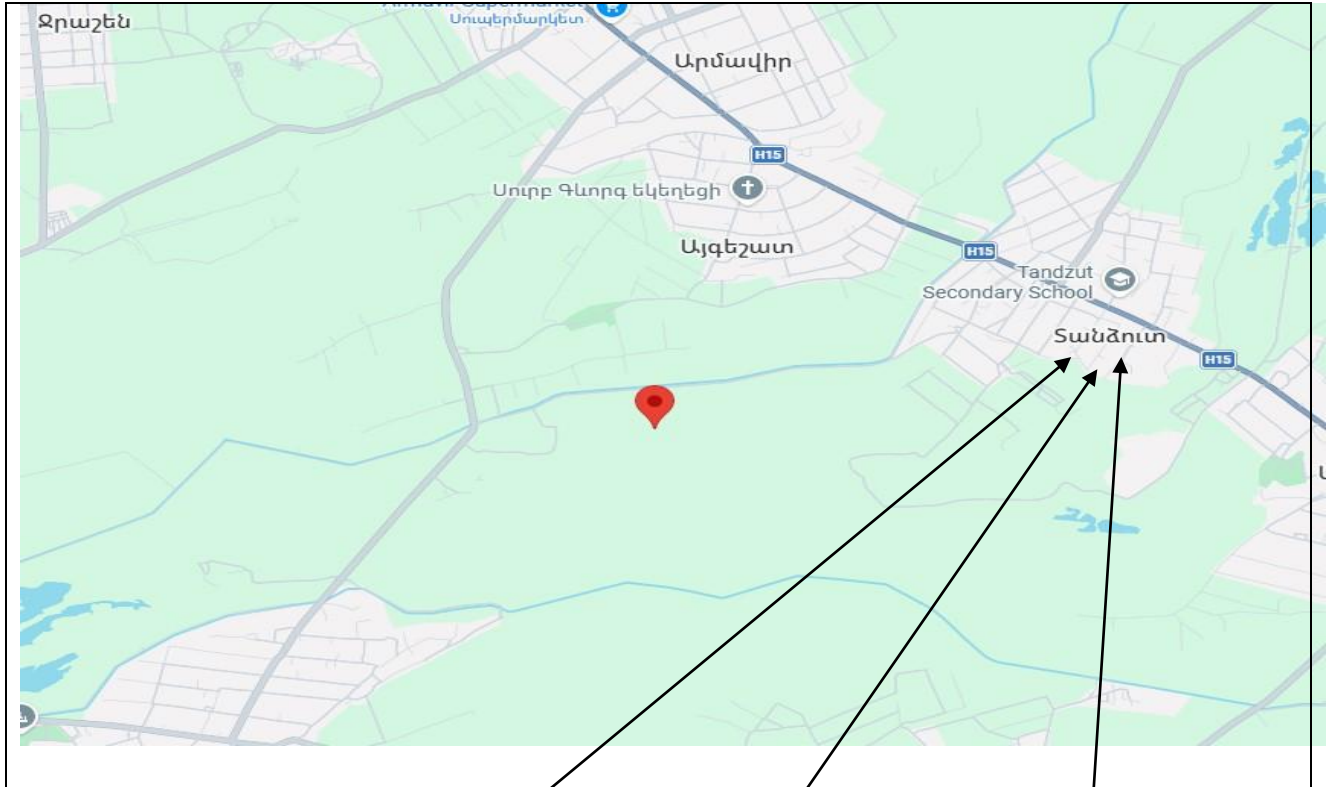 Ջրաշեն
Սուպերմարկետ
Արմավիր
H15
Սուրբ Գևորգ եկեղեցի
Այգեշատ
H15
Tandzut
Secondary School
Տանձուտ
H15